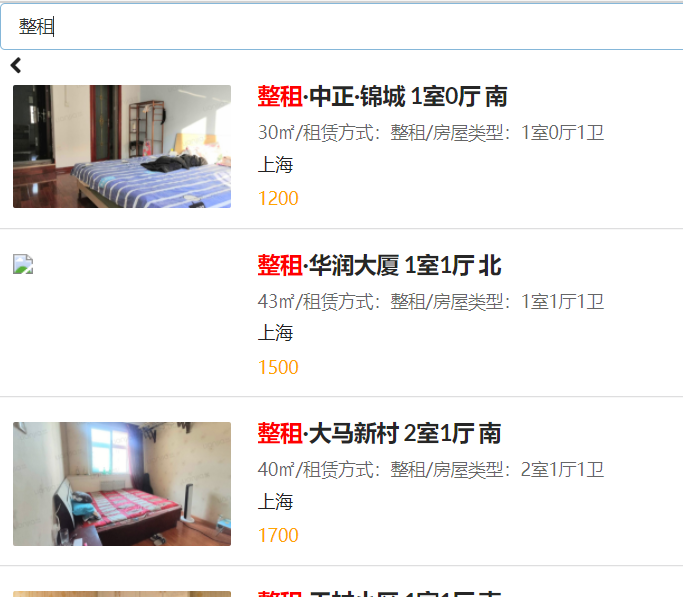 整租
整租·中正·锦城 1室0厅 南
30㎡/租赁方式：整租/房屋类型：1室0厅1卫
上海
1200
整租·华润大厦 1室1厅 北
43㎡/租赁方式：整租/房屋类型：1室1厅1卫
上海
1500
整租·大马新村 2室1厅 南
40㎡/租赁方式：整租/房屋类型：2室1厅1卫
上海
1700